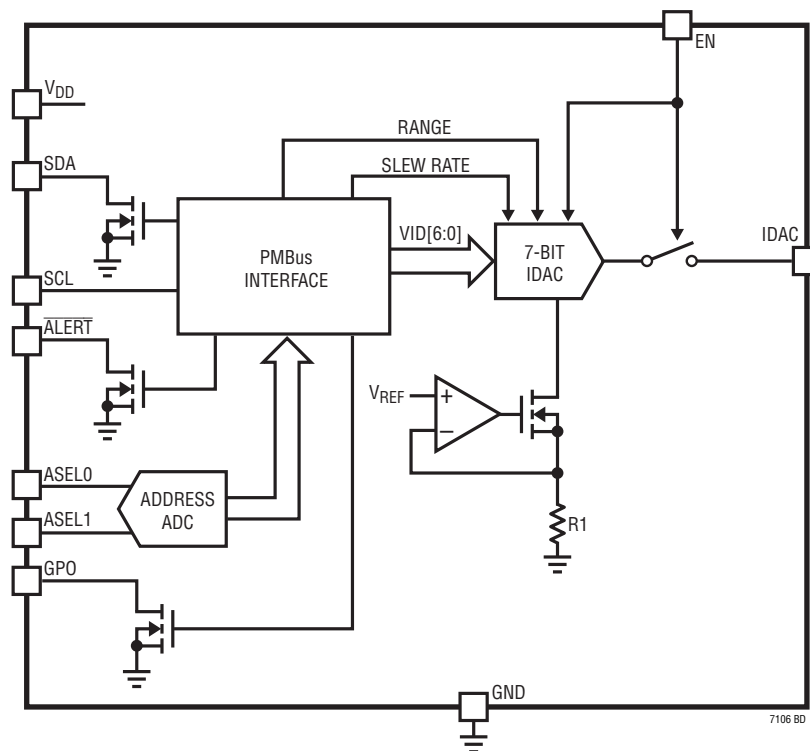 EN
VDD
SDA
SCL
ALERT
ASEL0
ASEL1
GPO
RANGE
SLEW RATE
VID[6:0]
PMBus
INTERFACE
7-BIT
IDAC
IDAC
VREF
+
–
R1
ADDRESS
ADC
GND
7106 BD